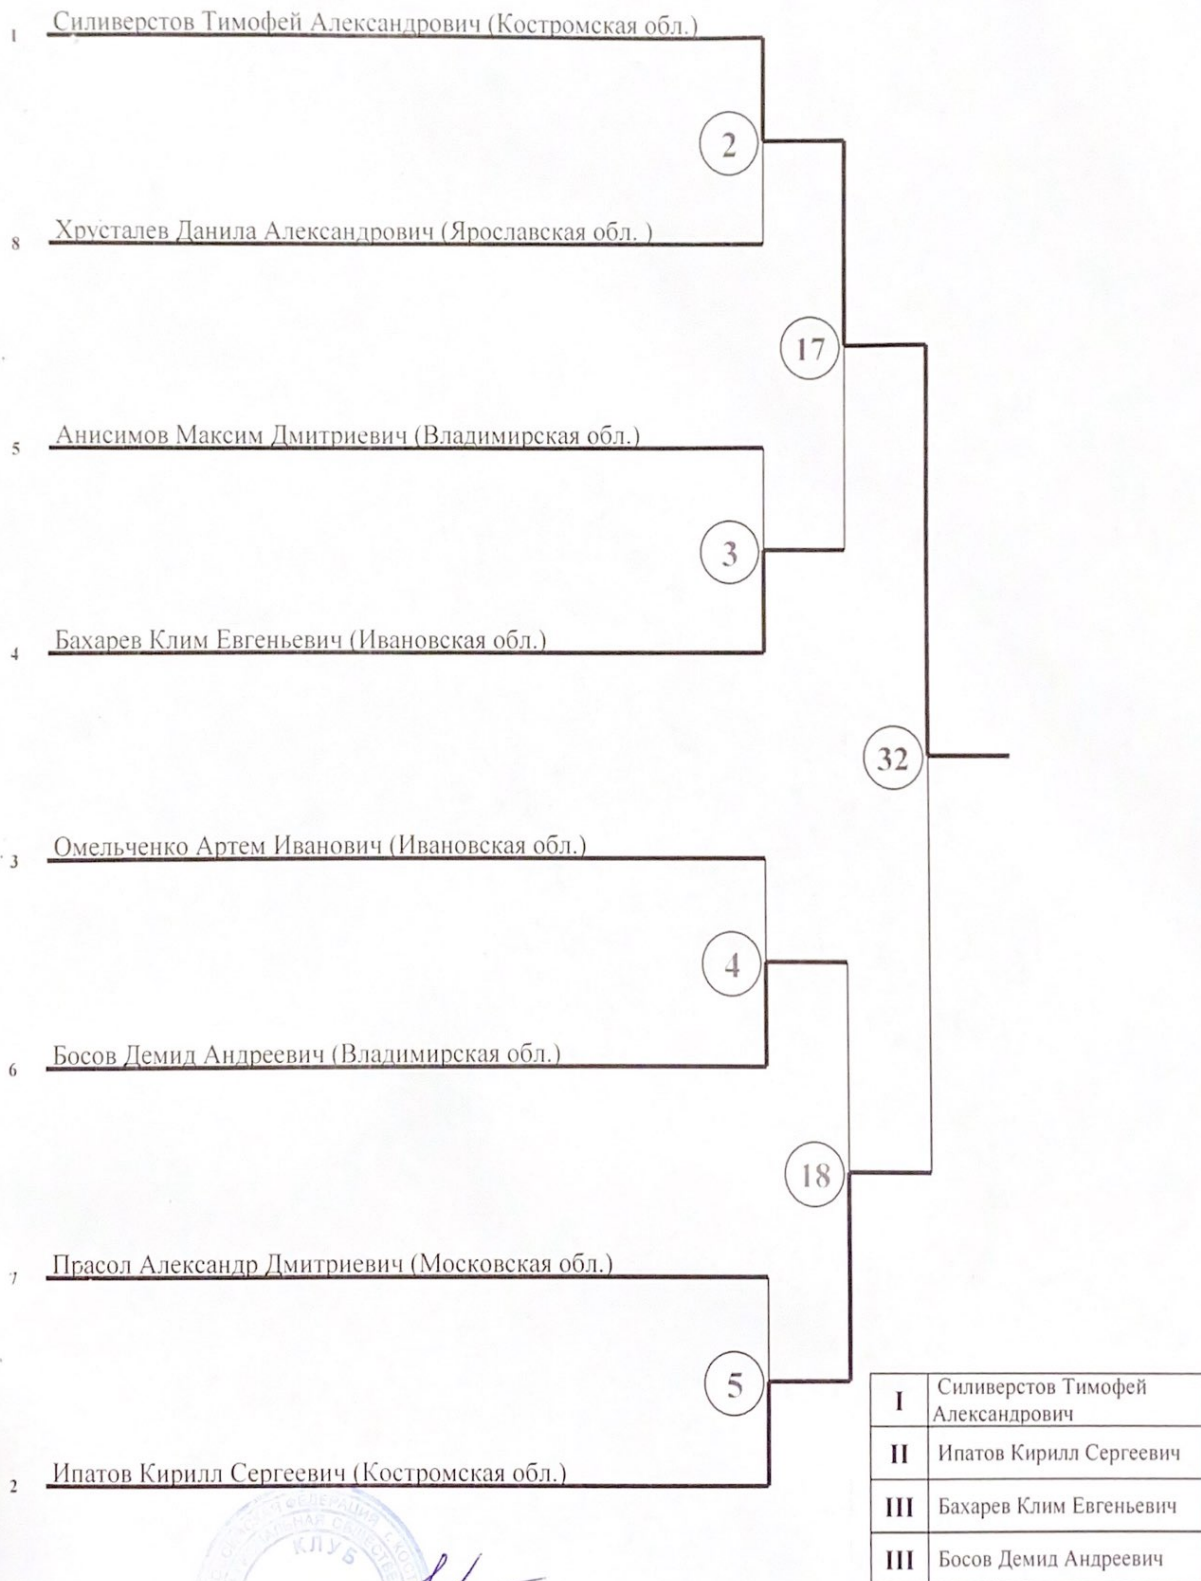 1 Силиверстов Тимофей Александрович (Костромская обл.)
2
8 Хрусталев Данила Александрович (Ярославская обл. )
17
5 Анисимов Максим Дмитриевич (Владимирская обл.)
3
4 Бахарев Клим Евгеньевич (Ивановская обл.)
32
3 Омельченко Артем Иванович (Ивановская обл.)
4
6 Босов Демид Андреевич (Владимирская обл.)
18
7 Прасол Александр Дмитриевич (Московская обл.)
5
2 Ипатов Кирилл Сергеевич (Костромская обл.)
I Силиверстов Тимофей
Александрович
II Ипатов Кирилл Сергеевич
III Бахарев Клим Евгеньевич
III Босов Демид Андреевич
ФЕДЕРАЦИЯ
КЛУБ